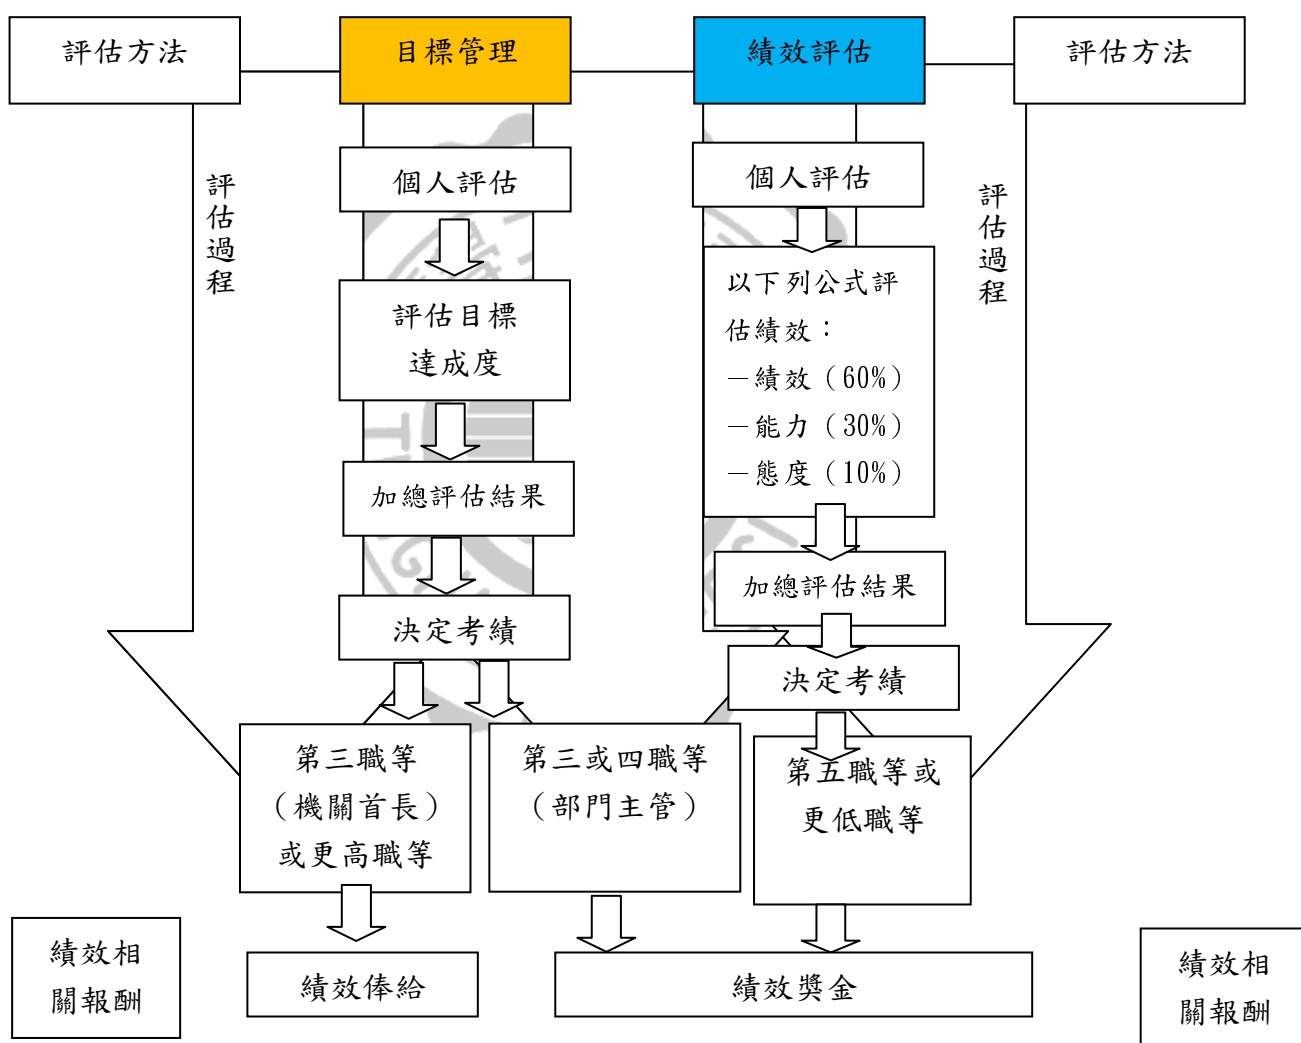 評估方法
目標管理
績效評估
評估方法
個人評估
個人評估
評估過程
評估過程
評估目標
達成度
以下列公式評
估績效：
－績效（60%）
－能力（30%）
－態度（10%）
加總評估結果
加總評估結果
決定考績
決定考績
第三職等
（機關首長）
或更高職等
第三或四職等
（部門主管）
第五職等或
更低職等
績效相
關報酬
績效俸給
績效獎金
績效相
關報酬